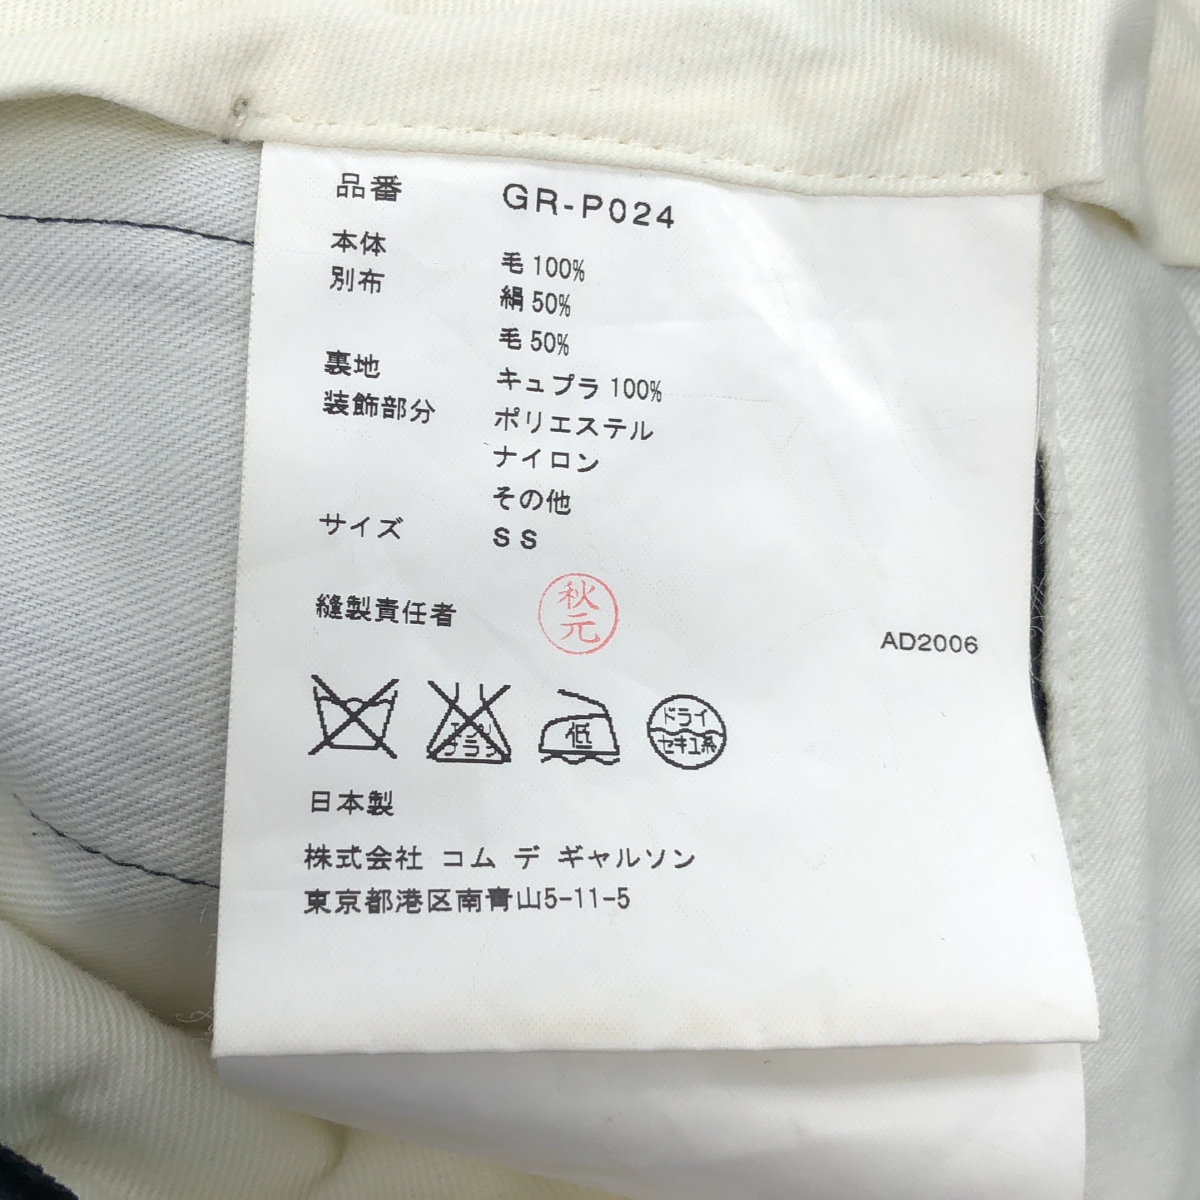 品番 GR-P024
本体 毛 100%
別布 絹 50%
毛 50%
裏地 キュプラ 100%
装飾部分 ポリエステル
ナイロン
その他
サイズ SS
縫製責任者 秋元
AD2006
低 ドライ
セキユ系
日本製
株式会社 コム デ ギャルソン
東京都港区南青山5-11-5